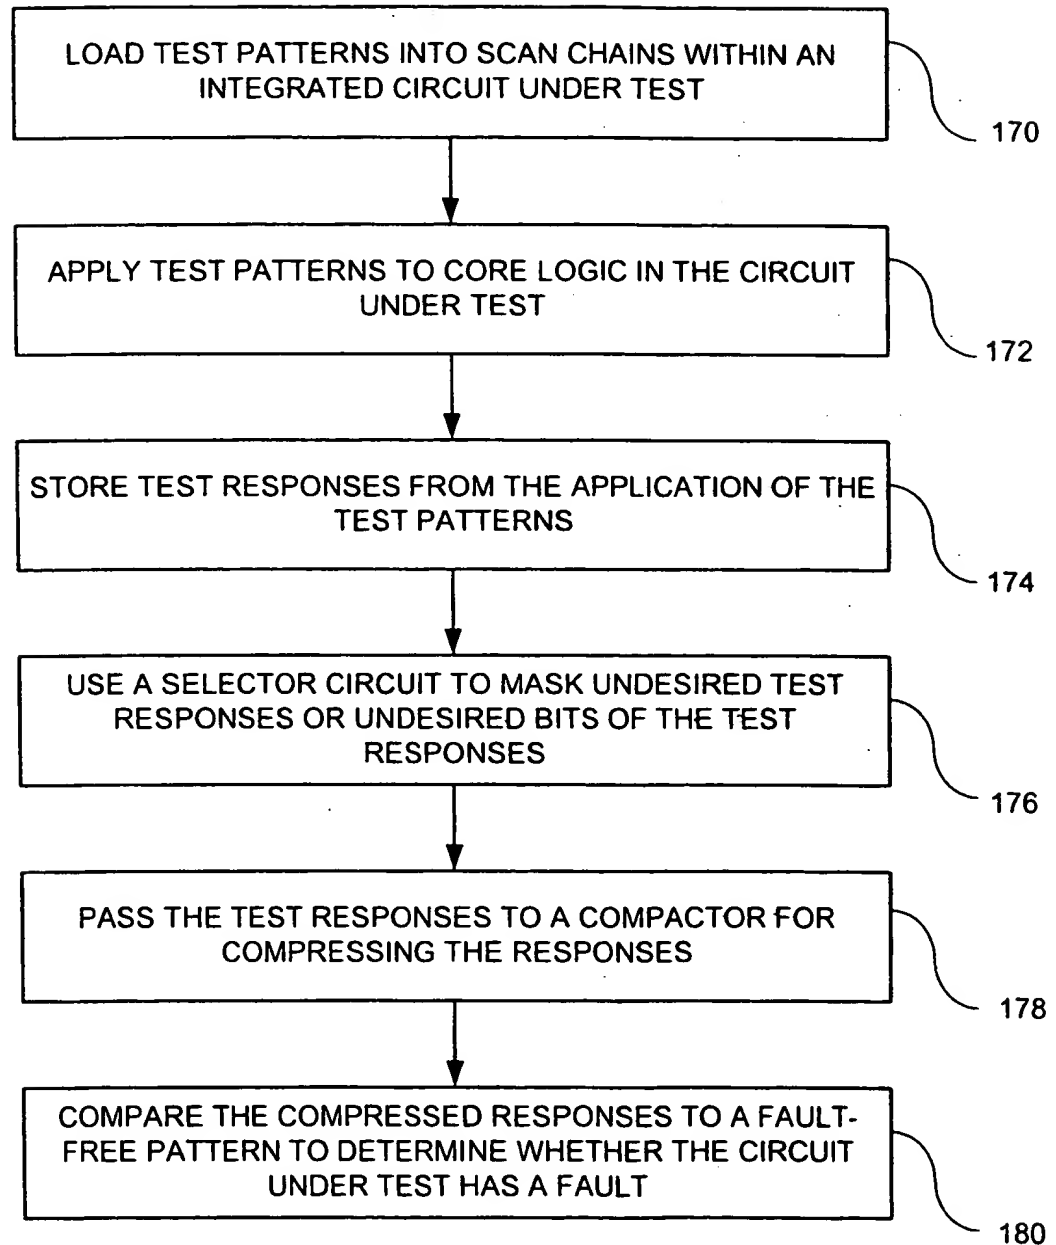 LOAD TEST PATTERNS INTO SCAN CHAINS WITHIN AN
INTEGRATED CIRCUIT UNDER TEST
170
APPLY TEST PATTERNS TO CORE LOGIC IN THE CIRCUIT
UNDER TEST
172
STORE TEST RESPONSES FROM THE APPLICATION OF THE
TEST PATTERNS
174
USE A SELECTOR CIRCUIT TO MASK UNDESIRED TEST
RESPONSES OR UNDESIRED BITS OF THE TEST
RESPONSES
176
PASS THE TEST RESPONSES TO A COMPACTOR FOR
COMPRESSING THE RESPONSES
178
COMPARE THE COMPRESSED RESPONSES TO A FAULT-
FREE PATTERN TO DETERMINE WHETHER THE CIRCUIT
UNDER TEST HAS A FAULT
180